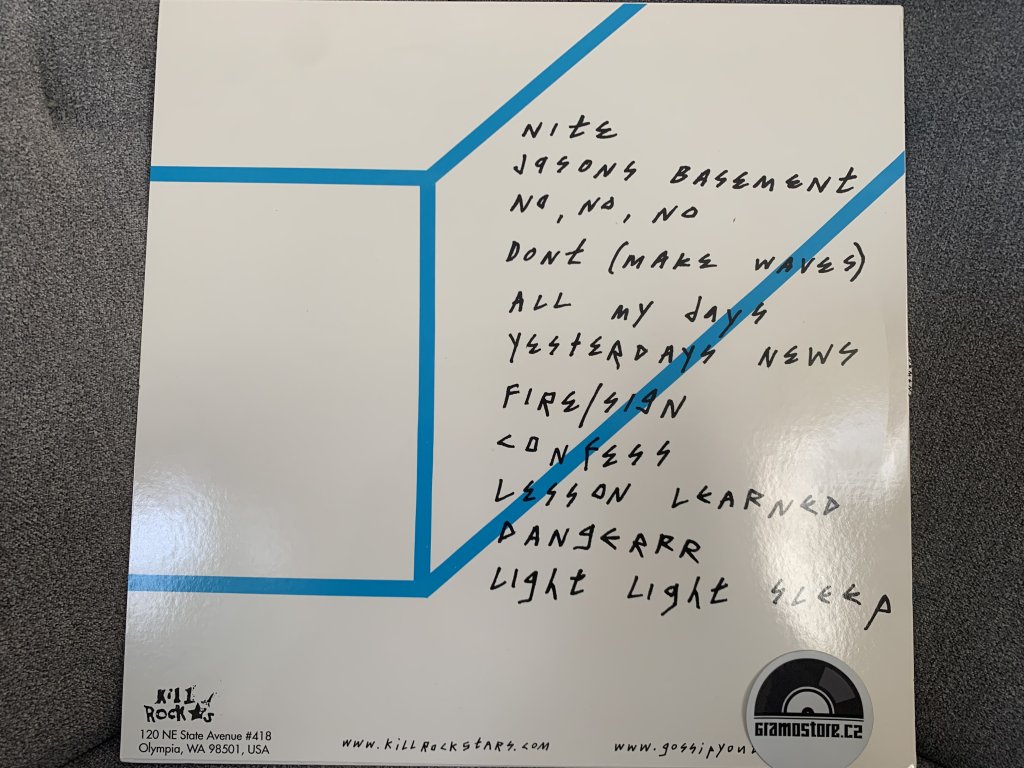 NITE
JASONS BASEMENT
NO, NO, NO
DONT (MAKE WAVES)
ALL MY dAYS
YESTERDAYS NEWS
FIRE/SIGN
CONFESS
LESSON LEARNED
DANGERRR
LIGHT LIGHT SLEEP
Kill
ROCK ★'s
120 NE State Avenue #418
Olympia, WA 98501, USA
www.killRockstars.com
www.gossipyou
GRAMOSTORE.CZ